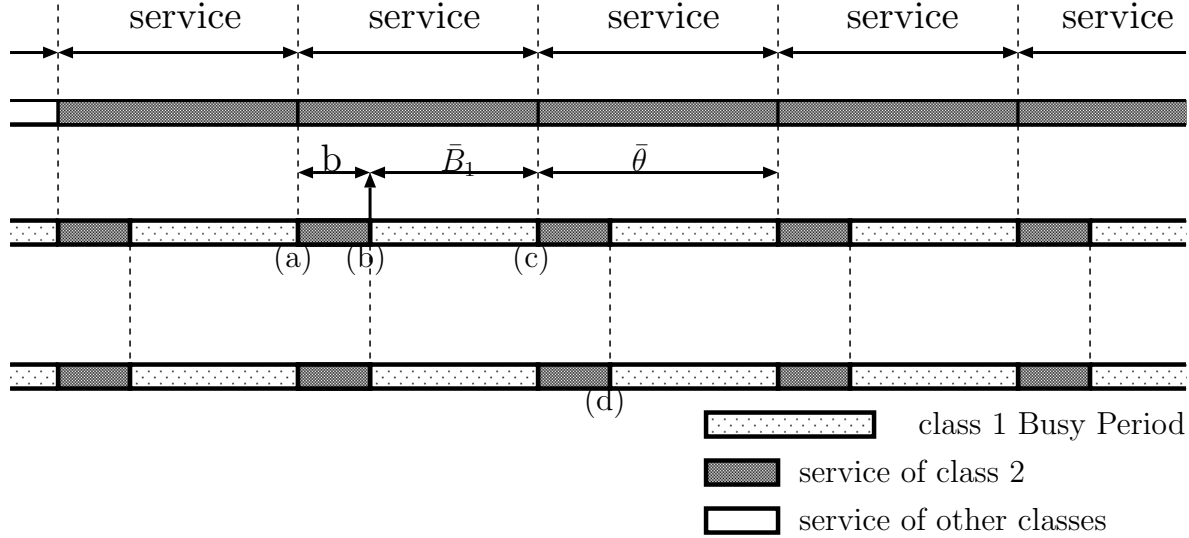 service service service service service
b B̄₁ θ̄
(a) (b) (c)
(d)
class 1 Busy Period
service of class 2
service of other classes